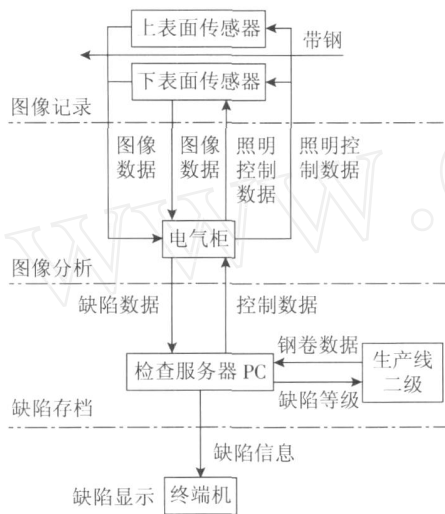 上表面传感器
带钢
下表面传感器
图像记录
图像 图像 照明 照明控
数据 数据 控制 制数据
数据
电气柜
图像分析
缺陷数据 控制数据
钢卷数据 生产线
检查服务器 PC 二级
缺陷等级
缺陷存档
缺陷信息
缺陷显示 终端机
www.